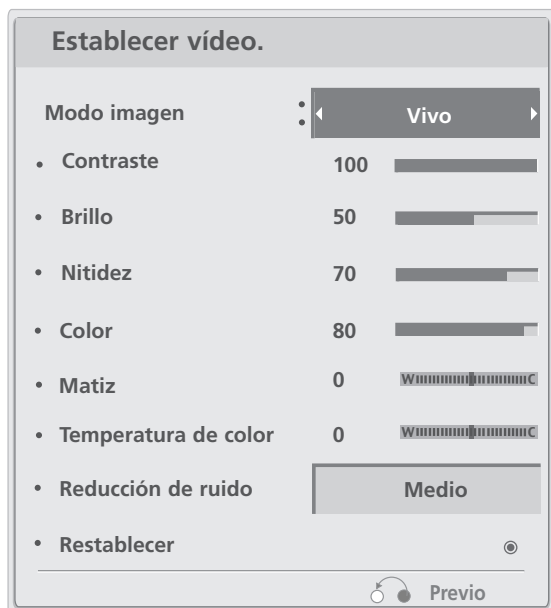 Establecer vídeo.
Modo imagen : Vivo
• Contraste 100
• Brillo 50
• Nitidez 70
• Color 80
• Matiz 0 W C
• Temperatura de color 0 W C
• Reducción de ruido Medio
• Restablecer
Previo